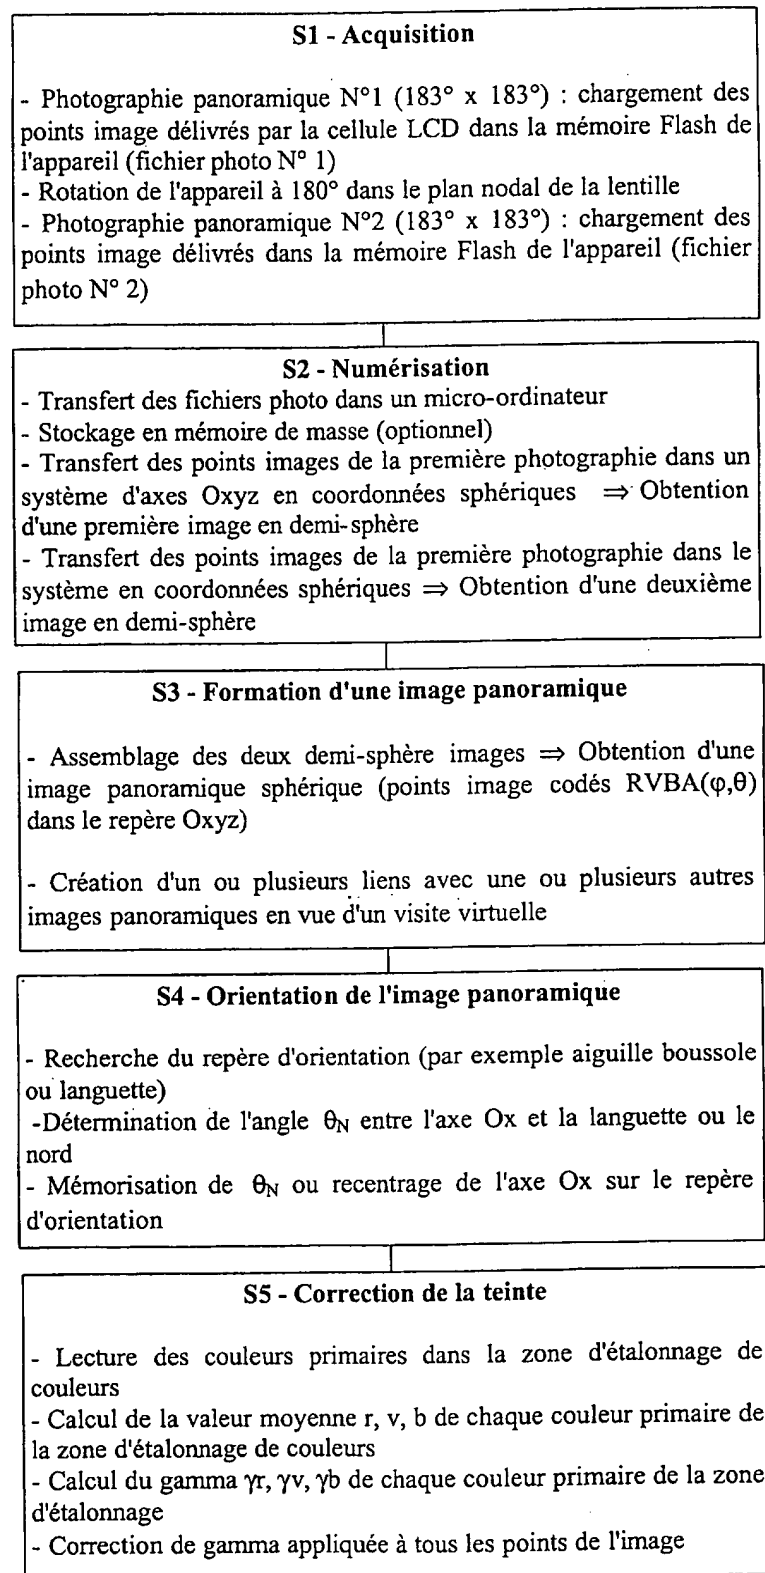 S1 - Acquisition
- Photographie panoramique N°1 (183° x 183°) : chargement des
points image délivrés par la cellule LCD dans la mémoire Flash de
l'appareil (fichier photo N° 1)
- Rotation de l'appareil à 180° dans le plan nodal de la lentille
- Photographie panoramique N°2 (183° x 183°) : chargement des
points image délivrés dans la mémoire Flash de l'appareil (fichier
photo N° 2)
S2 - Numérisation
- Transfert des fichiers photo dans un micro-ordinateur
- Stockage en mémoire de masse (optionnel)
- Transfert des points images de la première photographie dans un
système d'axes Oxyz en coordonnées sphériques ⇒ Obtention
d'une première image en demi-sphère
- Transfert des points images de la première photographie dans le
système en coordonnées sphériques ⇒ Obtention d'une deuxième
image en demi-sphère
S3 - Formation d'une image panoramique
- Assemblage des deux demi-sphère images ⇒ Obtention d'une
image panoramique sphérique (points image codés RVBA(φ,θ)
dans le repère Oxyz)
- Création d'un ou plusieurs liens avec une ou plusieurs autres
images panoramiques en vue d'un visite virtuelle
S4 - Orientation de l'image panoramique
- Recherche du repère d'orientation (par exemple aiguille boussole
ou languette)
-Détermination de l'angle θN entre l'axe Ox et la languette ou le
nord
- Mémorisation de θN ou recentrage de l'axe Ox sur le repère
d'orientation
S5 - Correction de la teinte
- Lecture des couleurs primaires dans la zone d'étalonnage de
couleurs
- Calcul de la valeur moyenne r, v, b de chaque couleur primaire de
la zone d'étalonnage de couleurs
- Calcul du gamma γr, γv, γb de chaque couleur primaire de la zone
d'étalonnage
- Correction de gamma appliquée à tous les points de l'image